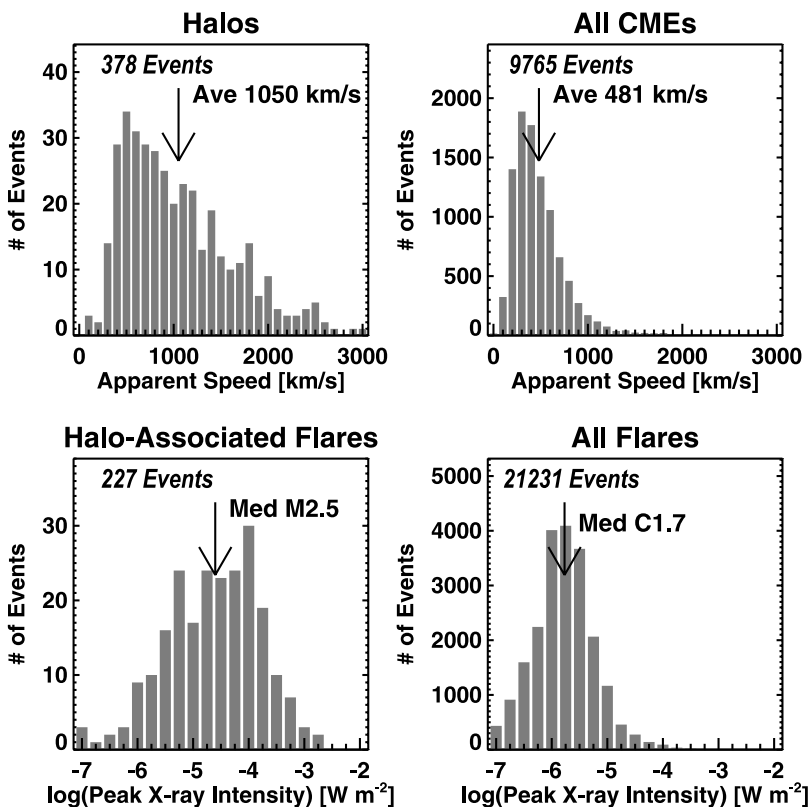 Halos
378 Events
Ave 1050 km/s
# of Events
40
30
20
10
0
0 1000 2000 3000
Apparent Speed [km/s]
All CMEs
9765 Events
Ave 481 km/s
# of Events
2000
1500
1000
500
0
0 1000 2000 3000
Apparent Speed [km/s]
Halo-Associated Flares
227 Events
Med M2.5
# of Events
30
20
10
0
-7 -6 -5 -4 -3 -2
log(Peak X-ray Intensity) [W m⁻²]
All Flares
21231 Events
Med C1.7
# of Events
5000
4000
3000
2000
1000
0
-7 -6 -5 -4 -3 -2
log(Peak X-ray Intensity) [W m⁻²]